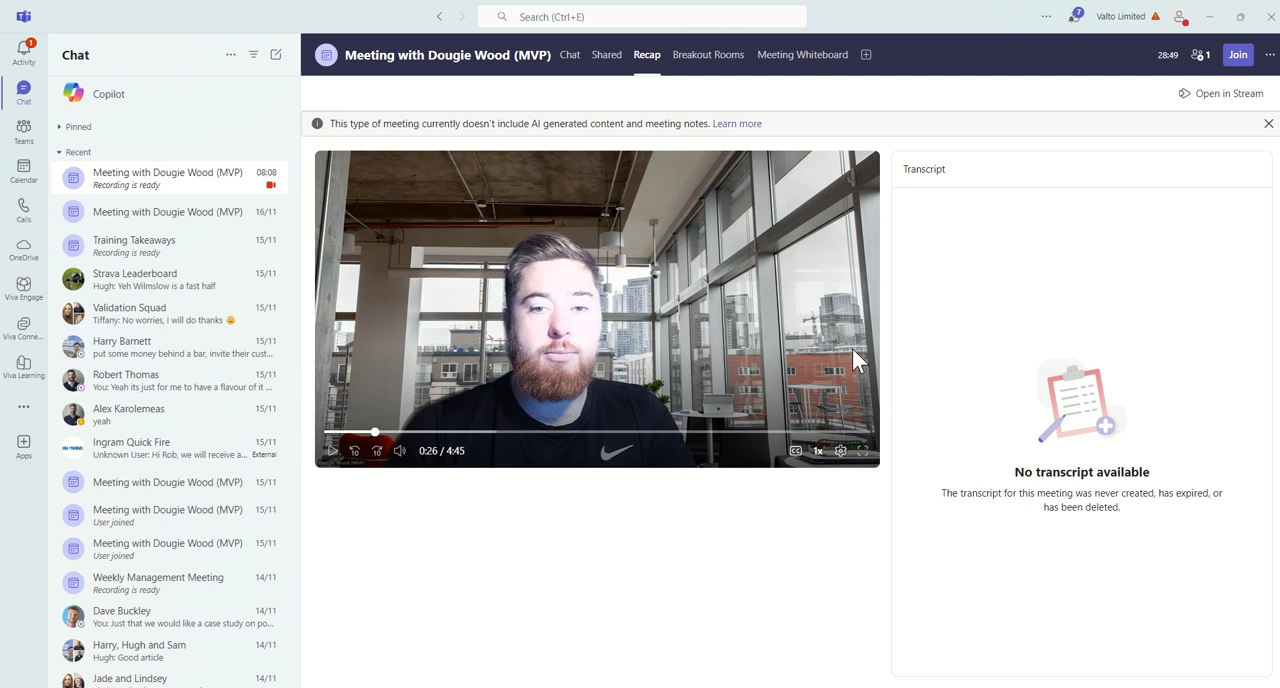 Search (Ctrl+E)
7
Valto Limited
1
Activity
Chat
Teams
Calendar
Calls
OneDrive
Viva Engage
Viva Conne...
Viva Learning
Apps
Chat
Copilot
Pinned
Recent
Meeting with Dougie Wood (MVP) 08:08
Recording is ready
Meeting with Dougie Wood (MVP) 16/11
Training Takeaways 15/11
Recording is ready
Strava Leaderboard 15/11
Hugh: Yeh Wilmslow is a fast half
Validation Squad 15/11
Tiffany: No worries, I will do thanks 😀
Harry Barnett 15/11
put some money behind a bar, invite their cust...
Robert Thomas 15/11
You: Yeah its just for me to have a flavour of it ...
Alex Karolemeas 15/11
yeah
Ingram Quick Fire 15/11
Unknown User: Hi Rob, we will receive a... External
Meeting with Dougie Wood (MVP) 15/11
Meeting with Dougie Wood (MVP) 15/11
User joined
Meeting with Dougie Wood (MVP) 15/11
User joined
Weekly Management Meeting 14/11
Recording is ready
Dave Buckley 14/11
You: Just that we would like a case study on po...
Harry, Hugh and Sam 14/11
Hugh: Good article
Jade and Lindsey 14/11
Meeting with Dougie Wood (MVP) Chat Shared Recap Breakout Rooms Meeting Whiteboard
28:49 1 Join
Open in Stream
This type of meeting currently doesn't include AI generated content and meeting notes. Learn more
10 10 0:26 / 4:45 CC 1x
Transcript
No transcript available
The transcript for this meeting was never created, has expired, or
has been deleted.